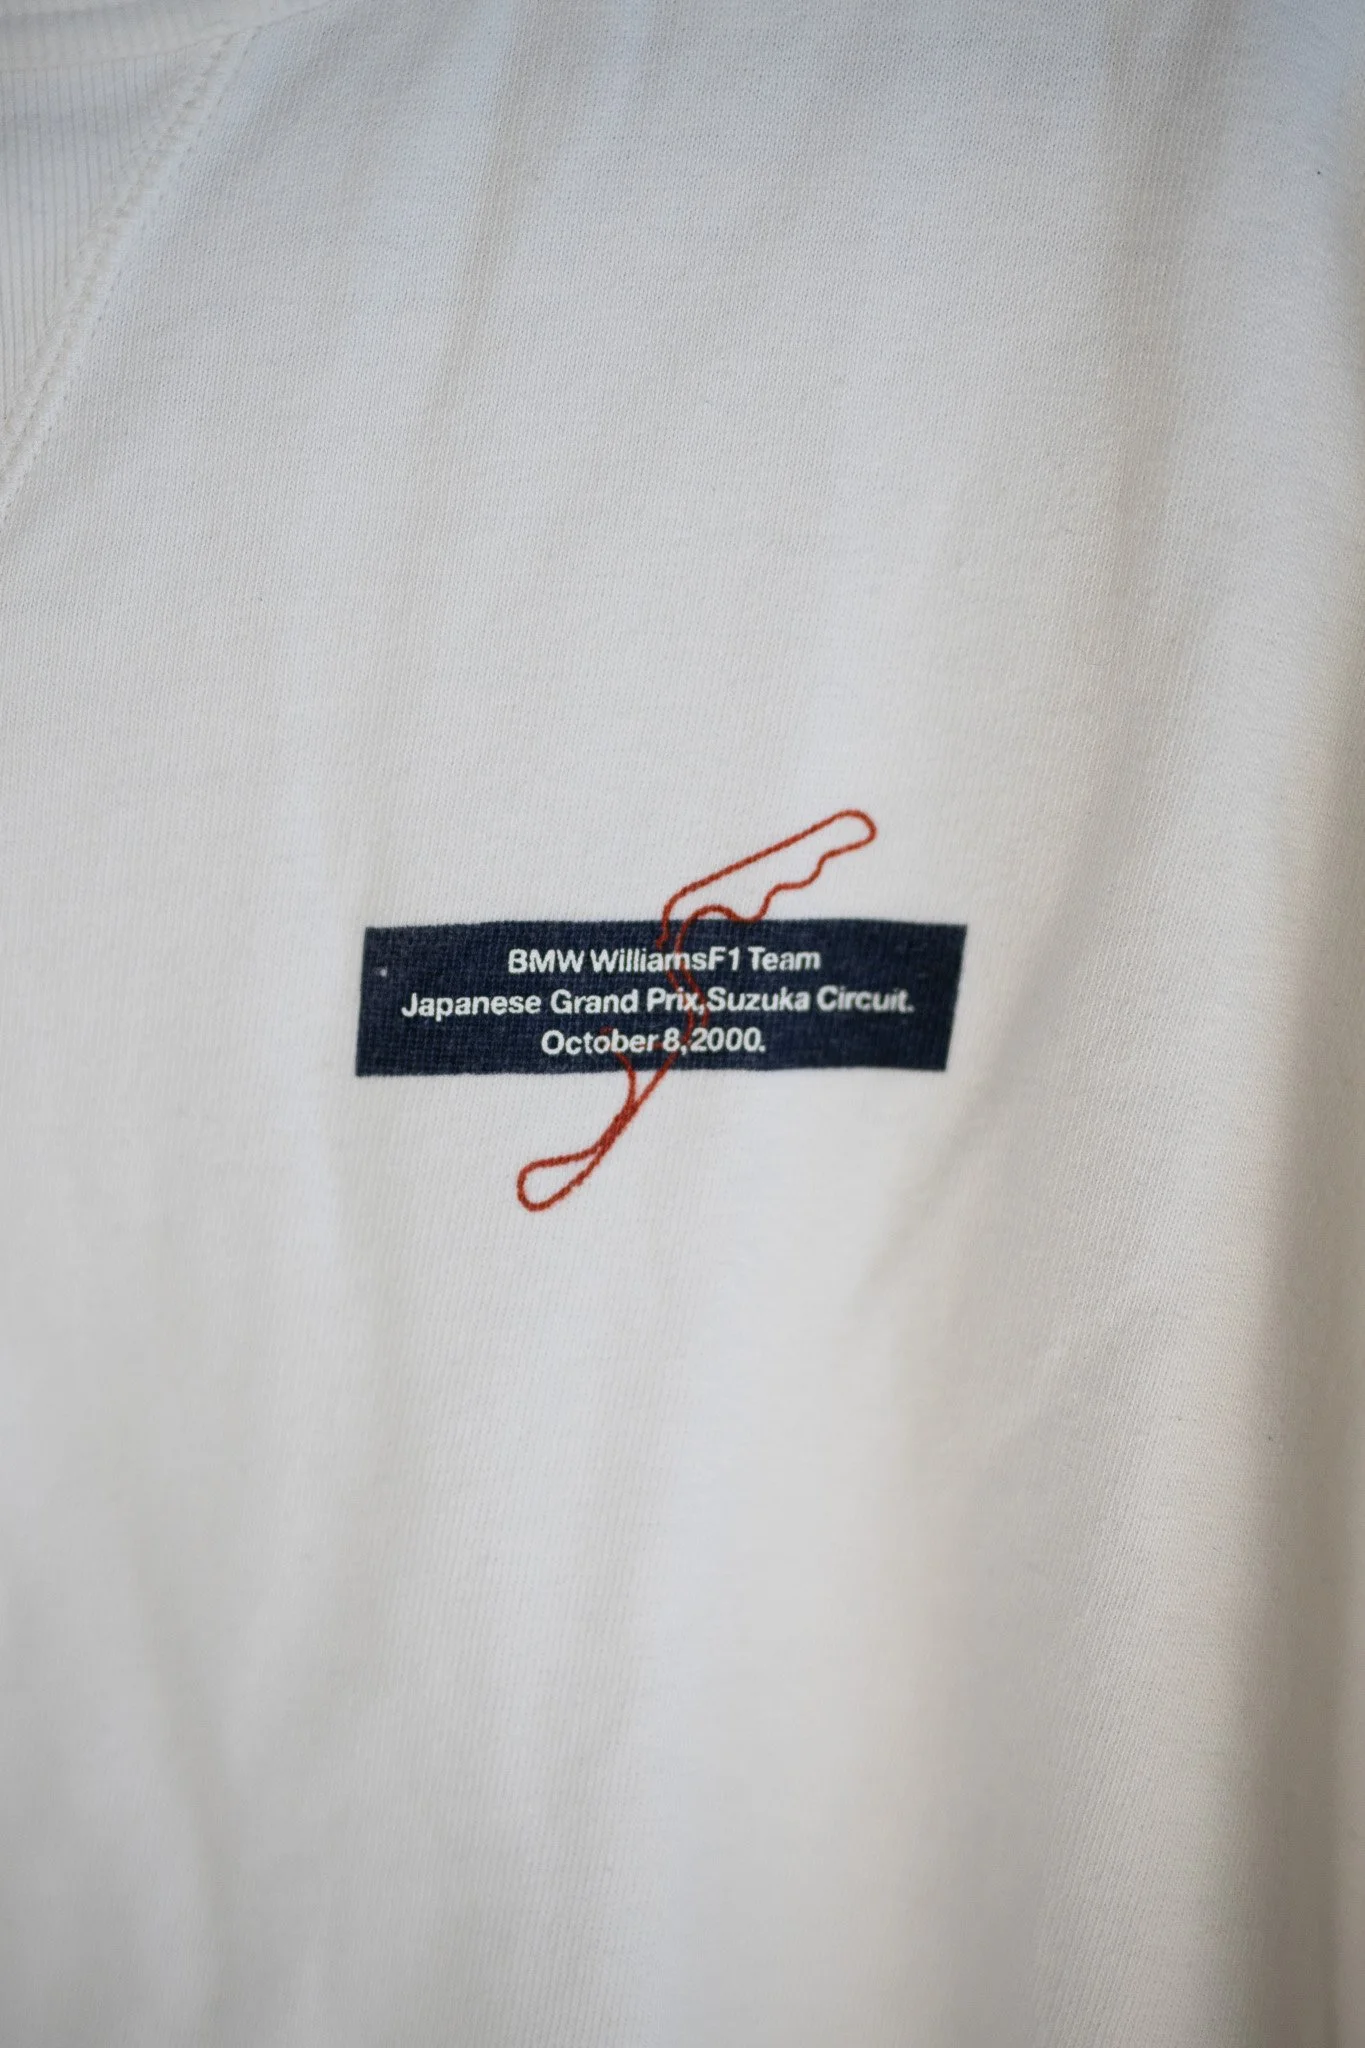 BMW WilliamsF1 Team
Japanese Grand Prix,Suzuka Circuit.
October 8,2000.